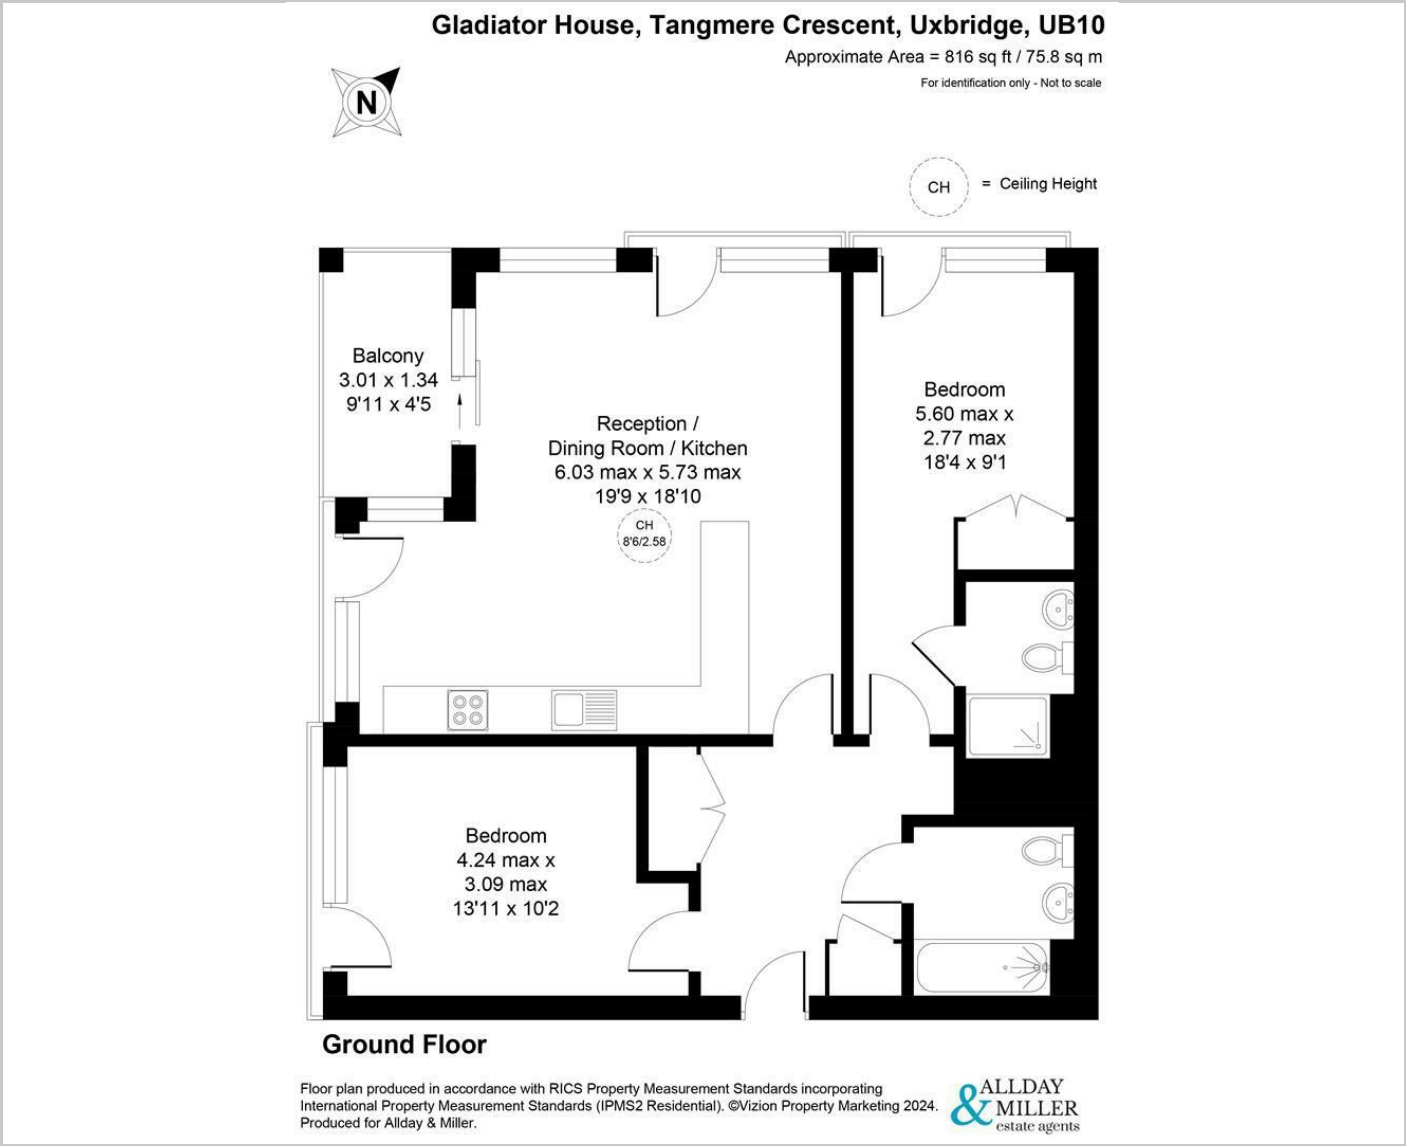 Gladiator House, Tangmere Crescent, Uxbridge, UB10
Approximate Area = 816 sq ft / 75.8 sq m
For identification only - Not to scale
N
CH = Ceiling Height
Balcony
3.01 x 1.34
9'11 x 4'5
Reception /
Dining Room / Kitchen
6.03 max x 5.73 max
19'9 x 18'10
CH
8'6/2.58
Bedroom
5.60 max x
2.77 max
18'4 x 9'1
Bedroom
4.24 max x
3.09 max
13'11 x 10'2
Ground Floor
Floor plan produced in accordance with RICS Property Measurement Standards incorporating
International Property Measurement Standards (IPMS2 Residential). ©Vizion Property Marketing 2024.
Produced for Allday & Miller.
ALLDAY
& MILLER
estate agents